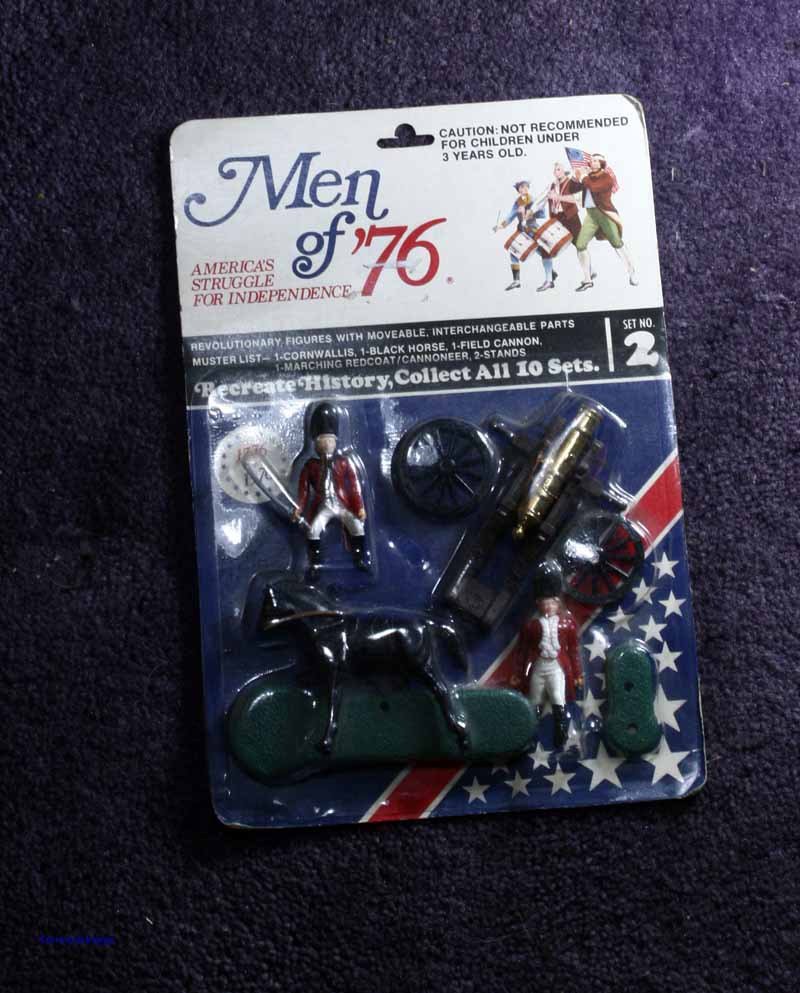 CAUTION: NOT RECOMMENDED
FOR CHILDREN UNDER
3 YEARS OLD.
Men
of '76
AMERICA'S
STRUGGLE
FOR INDEPENDENCE
REVOLUTIONARY FIGURES WITH MOVEABLE, INTERCHANGEABLE PARTS
MUSTER LIST— 1-CORNWALLIS, 1-BLACK HORSE, 1-FIELD CANNON,
1-MARCHING REDCOAT/CANNONEER, 2-STANDS
Recreate History, Collect All 10 Sets.
SET NO.
2
1776